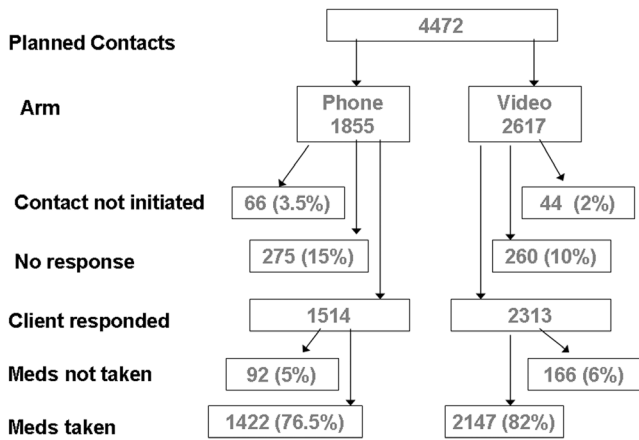 Planned Contacts
4472
Arm
Phone
1855
Video
2617
Contact not initiated
66 (3.5%)
44 (2%)
No response
275 (15%)
260 (10%)
Client responded
1514
2313
Meds not taken
92 (5%)
166 (6%)
Meds taken
1422 (76.5%)
2147 (82%)